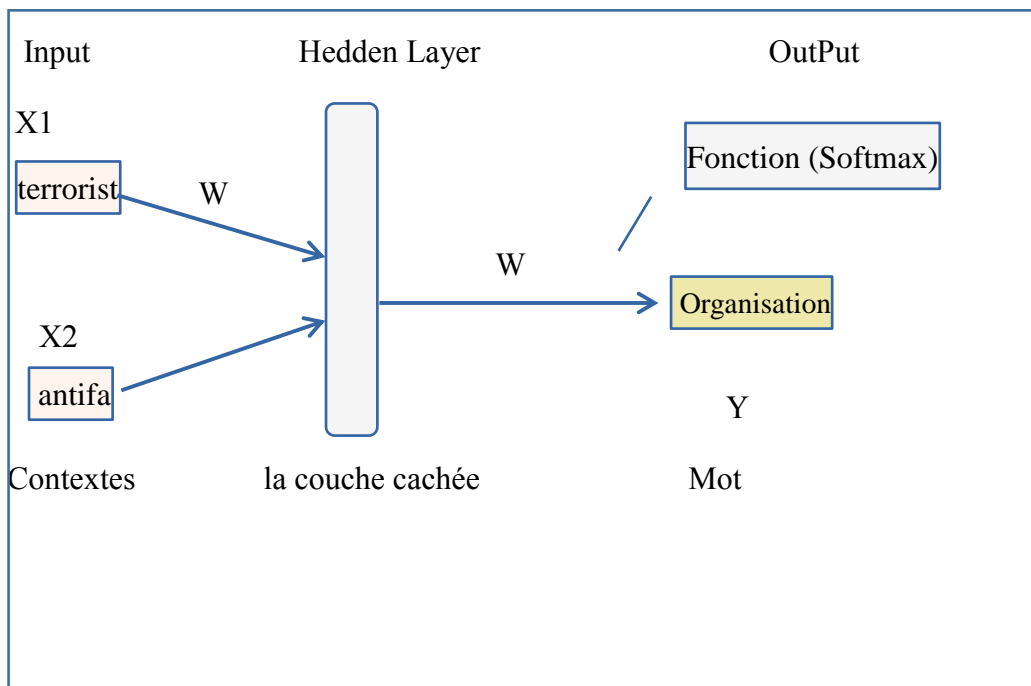 Input
Hedden Layer
OutPut
X1
Fonction (Softmax)
terrorist
W
W
Organisation
X2
antifa
Y
Contextes
la couche cachée
Mot